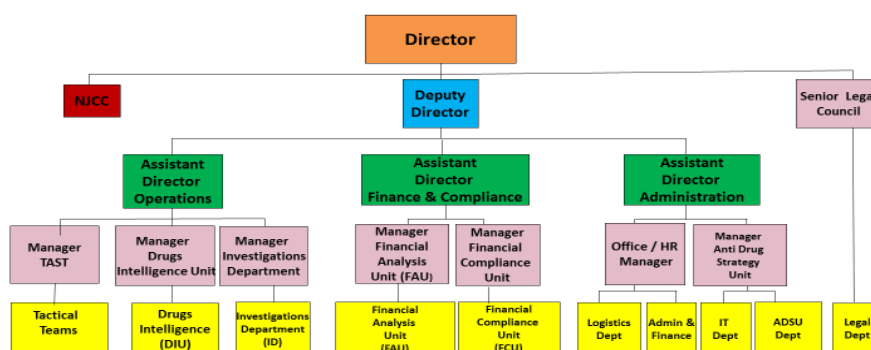 Director
NJCC
Deputy
Director
Senior Legal
Council
Assistant
Director
Operations
Assistant
Director
Finance & Compliance
Assistant
Director
Administration
Manager
TAST
Manager
Drugs
Intelligence Unit
Manager
Investigations
Department
Manager
Financial
Analysis
Unit (FAU)
Manager
Financial
Compliance
Unit
Office / HR
Manager
Manager
Anti Drug
Strategy
Unit
Tactical
Teams
Drugs
Intelligence
(DIU)
Investigations
Department
(ID)
Financial
Analysis
Unit
(FAU)
Financial
Compliance
Unit
(FCU)
Logistics
Dept
Admin &
Finance
IT
Dept
ADSU
Dept
Legal
Dept